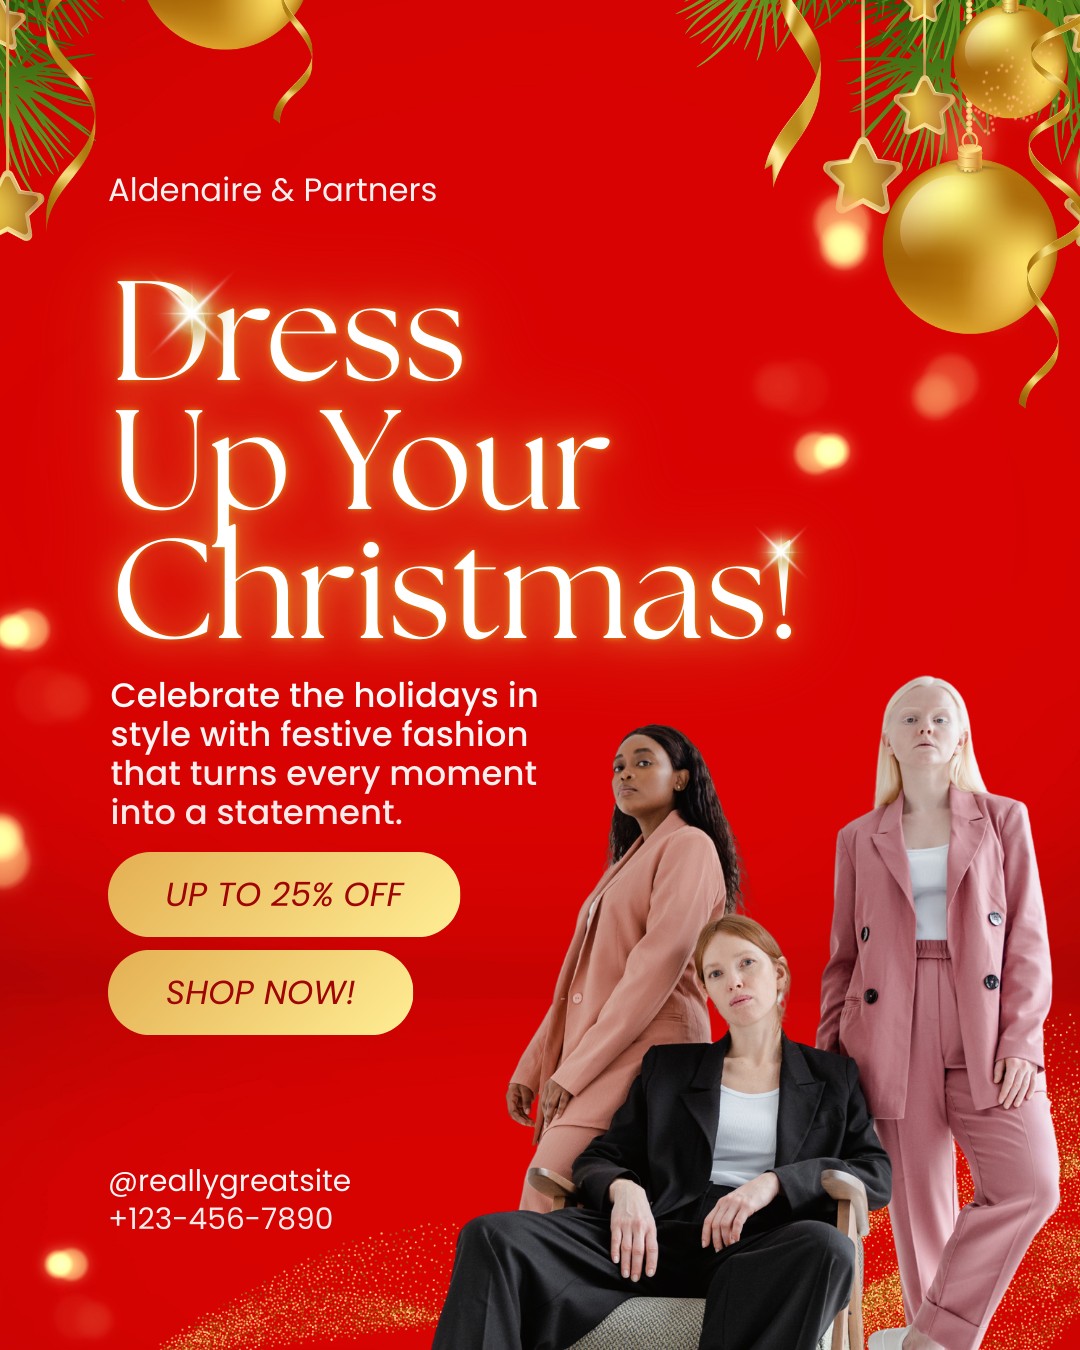 Aldenaire & Partners
Dress
Up Your
Christmas!
Celebrate the holidays in
style with festive fashion
that turns every moment
into a statement.
UP TO 25% OFF
SHOP NOW!
@reallygreatsite
+123-456-7890